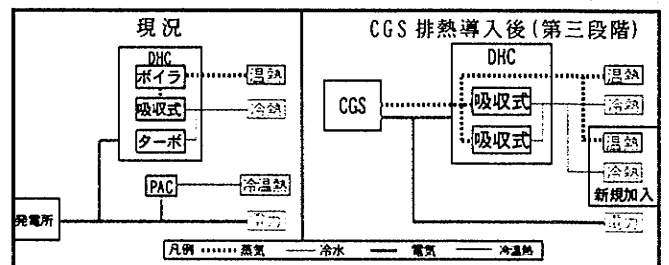 現況
DHC
ボイラ
温熱
吸収式
冷熱
ターボ
PAC
冷温熱
発電所
電力
CGS排熱導入後(第三段階)
DHC
CGS
温熱
吸収式
冷熱
吸収式
温熱
冷熱
新規加入
電力
凡例 蒸気 冷水 電気 冷温熱